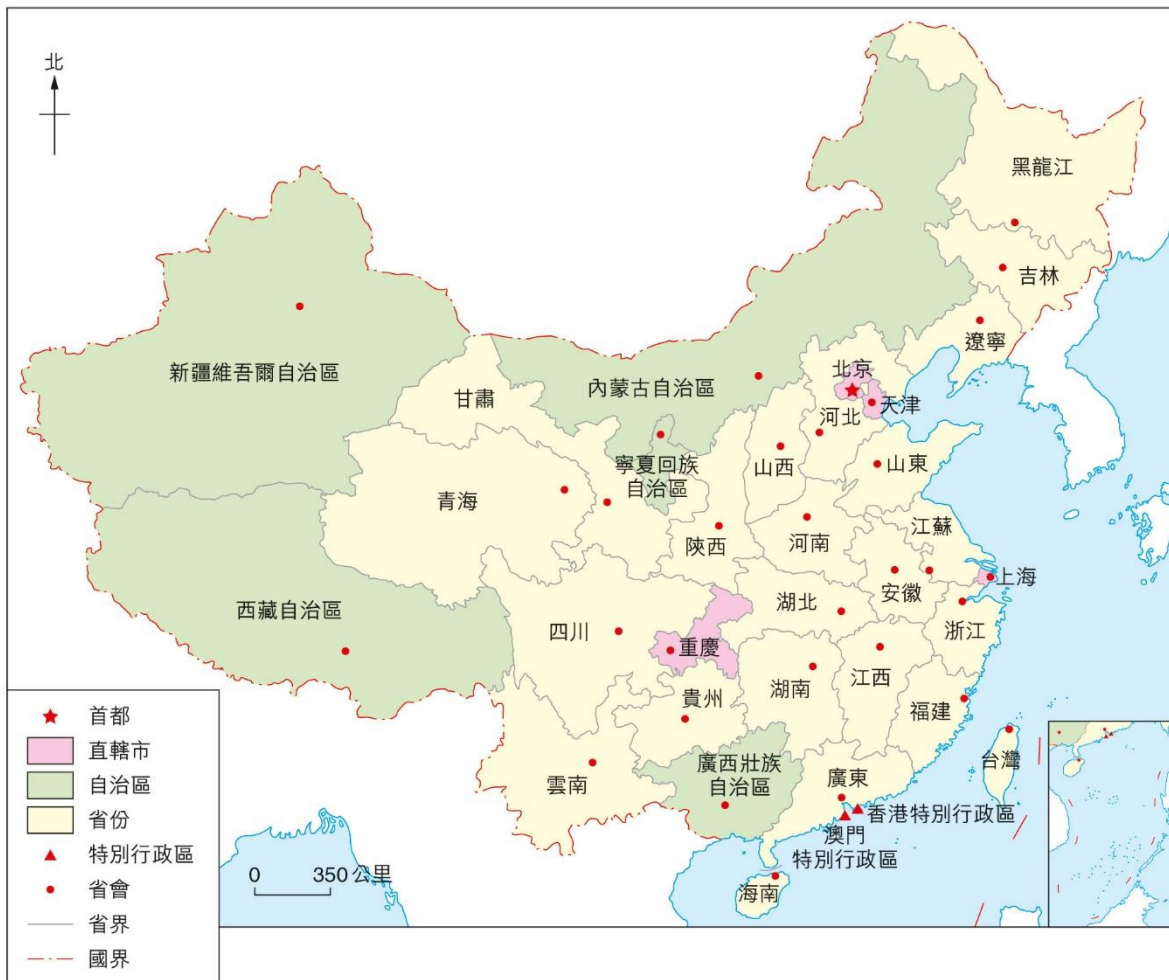 北
黑龍江
吉林
遼寧
新疆維吾爾自治區
內蒙古自治區
北京
天津
甘肅
河北
寧夏回族
自治區
山西
山東
青海
陝西
河南
江蘇
安徽
上海
西藏自治區
四川
重慶
湖北
浙江
貴州
湖南
江西
福建
雲南
廣西壯族
自治區
廣東
台灣
香港特別行政區
澳門
特別行政區
海南
0 350 公里
首都
直轄市
自治區
省份
特別行政區
省會
省界
國界